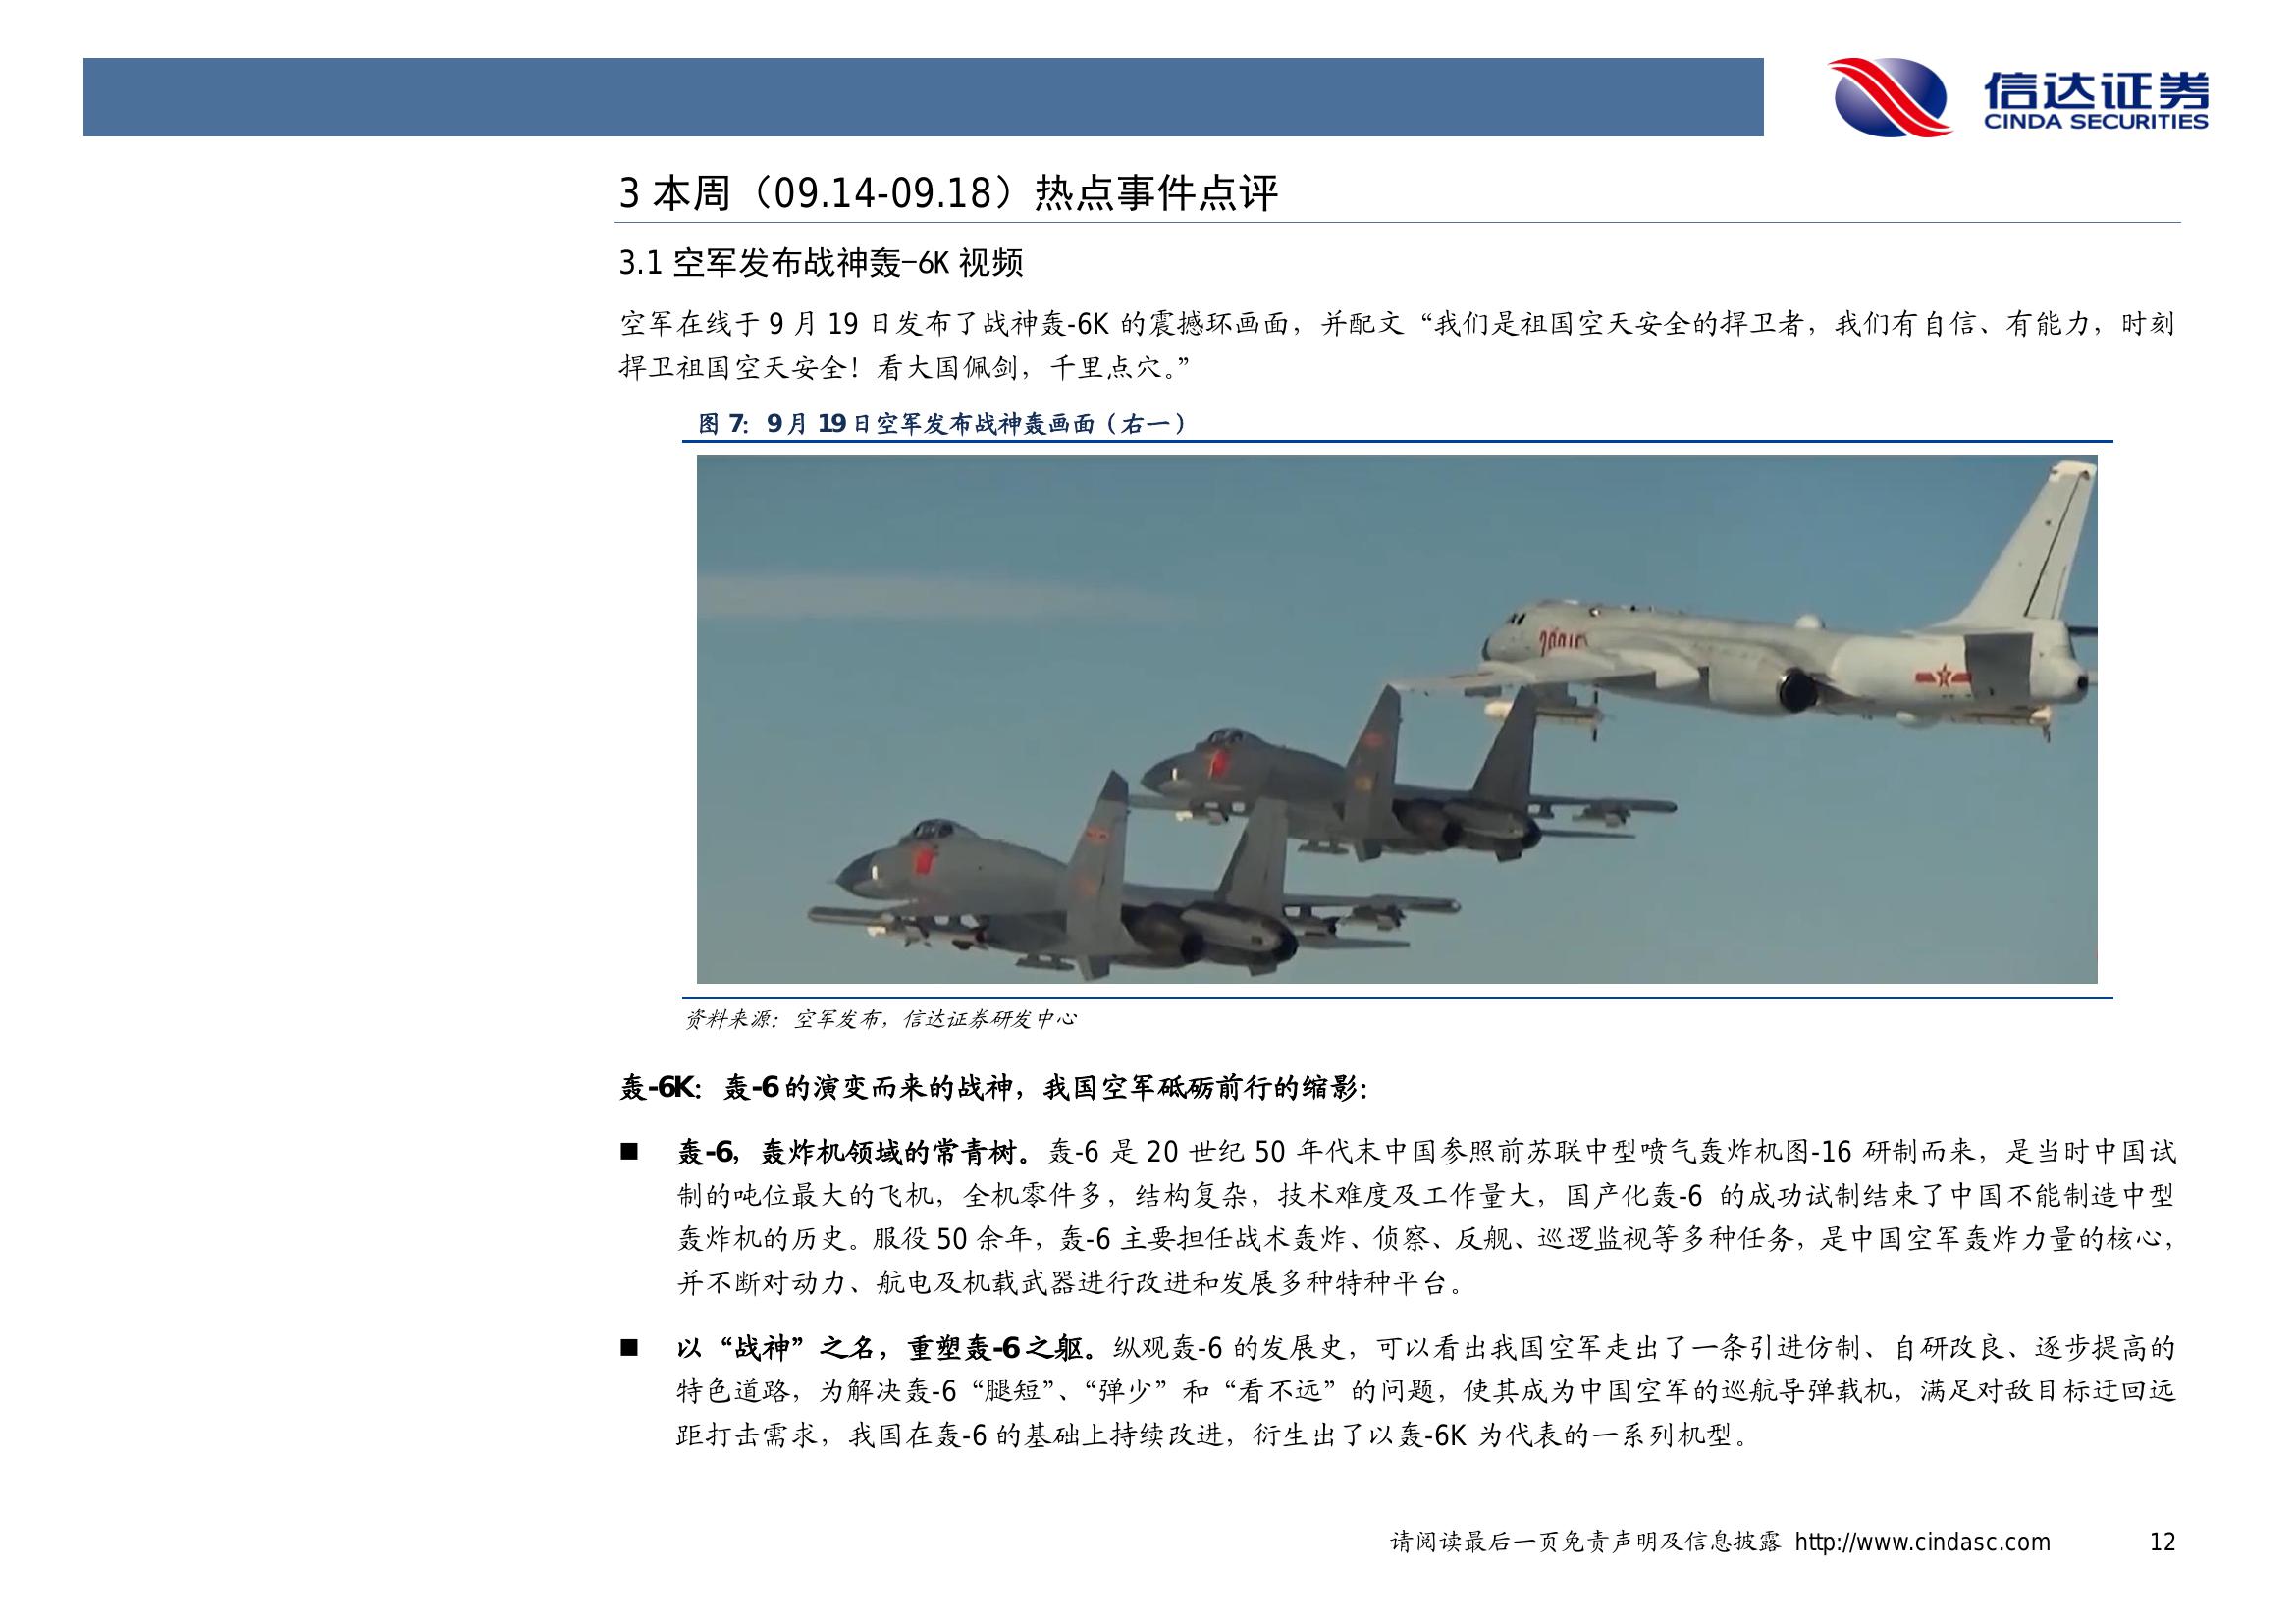 信达证券
CINDA SECURITIES
3 本周（09.14-09.18）热点事件点评
3.1 空军发布战神轰-6K 视频
空军在线于 9 月 19 日发布了战神轰-6K 的震撼环画面，并配文“我们是祖国空天安全的捍卫者，我们有自信、有能力，时刻
捍卫祖国空天安全！看大国佩剑，千里点穴。”
图 7：9 月 19 日空军发布战神轰画面（右一）
资料来源：空军发布，信达证券研发中心
轰-6K：轰-6 的演变而来的战神，我国空军砥砺前行的缩影：
■ 轰-6，轰炸机领域的常青树。轰-6 是 20 世纪 50 年代末中国参照前苏联中型喷气轰炸机图-16 研制而来，是当时中国试
制的吨位最大的飞机，全机零件多，结构复杂，技术难度及工作量大，国产化轰-6 的成功试制结束了中国不能制造中型
轰炸机的历史。服役 50 余年，轰-6 主要担任战术轰炸、侦察、反舰、巡逻监视等多种任务，是中国空军轰炸力量的核心，
并不断对动力、航电及机载武器进行改进和发展多种特种平台。
■ 以“战神”之名，重塑轰-6 之躯。纵观轰-6 的发展史，可以看出我国空军走出了一条引进仿制、自研改良、逐步提高的
特色道路，为解决轰-6“腿短”、“弹少”和“看不远”的问题，使其成为中国空军的巡航导弹载机，满足对敌目标迂回远
距打击需求，我国在轰-6 的基础上持续改进，衍生出了以轰-6K 为代表的一系列机型。
请阅读最后一页免责声明及信息披露 http://www.cindasc.com 12